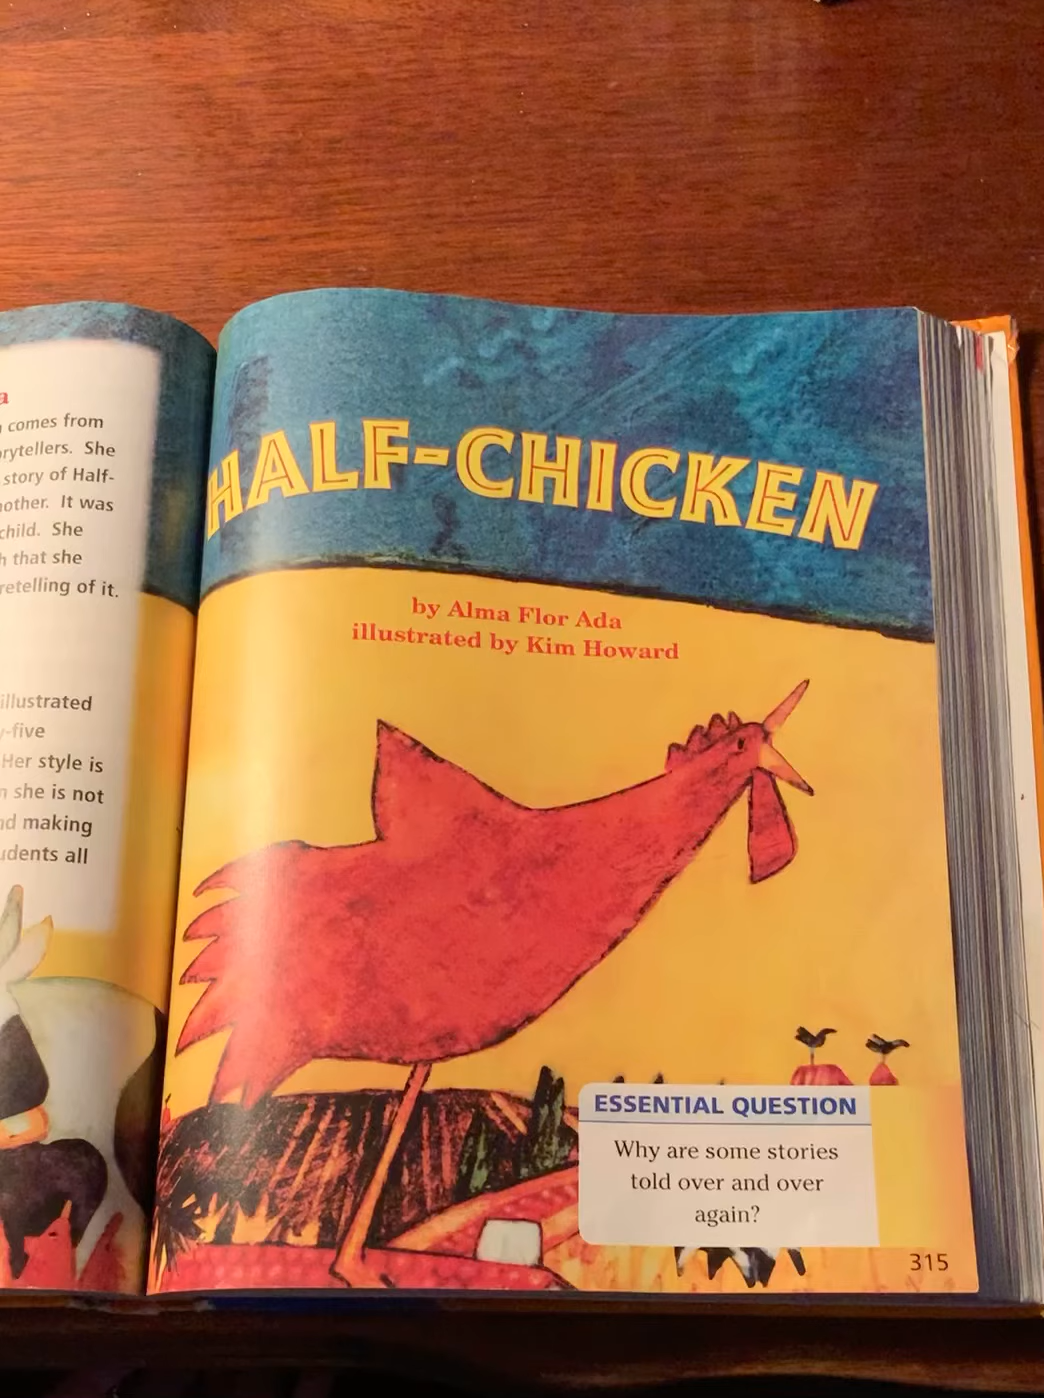 a
comes from
rytellers. She
story of Half-
other. It was
child. She
that she
retelling of it.
illustrated
-five
Her style is
she is not
d making
udents all
HALF-CHICKEN
by Alma Flor Ada
illustrated by Kim Howard
ESSENTIAL QUESTION
Why are some stories
told over and over
again?
315